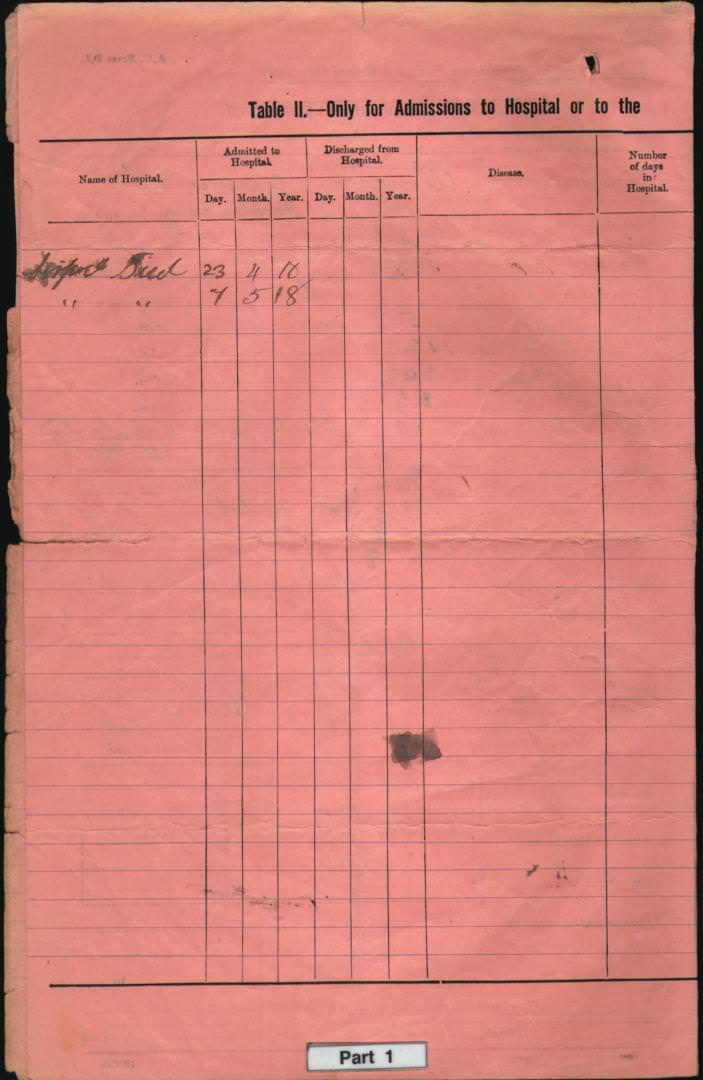 Table II.—Only for Admissions to Hospital or to the
Name of Hospital.
Admitted to Hospital.
Discharged from Hospital.
Disease.
Number of days in Hospital.
Day. Month. Year. Day. Month. Year.
23 4
" " 7 5 18
Part 1